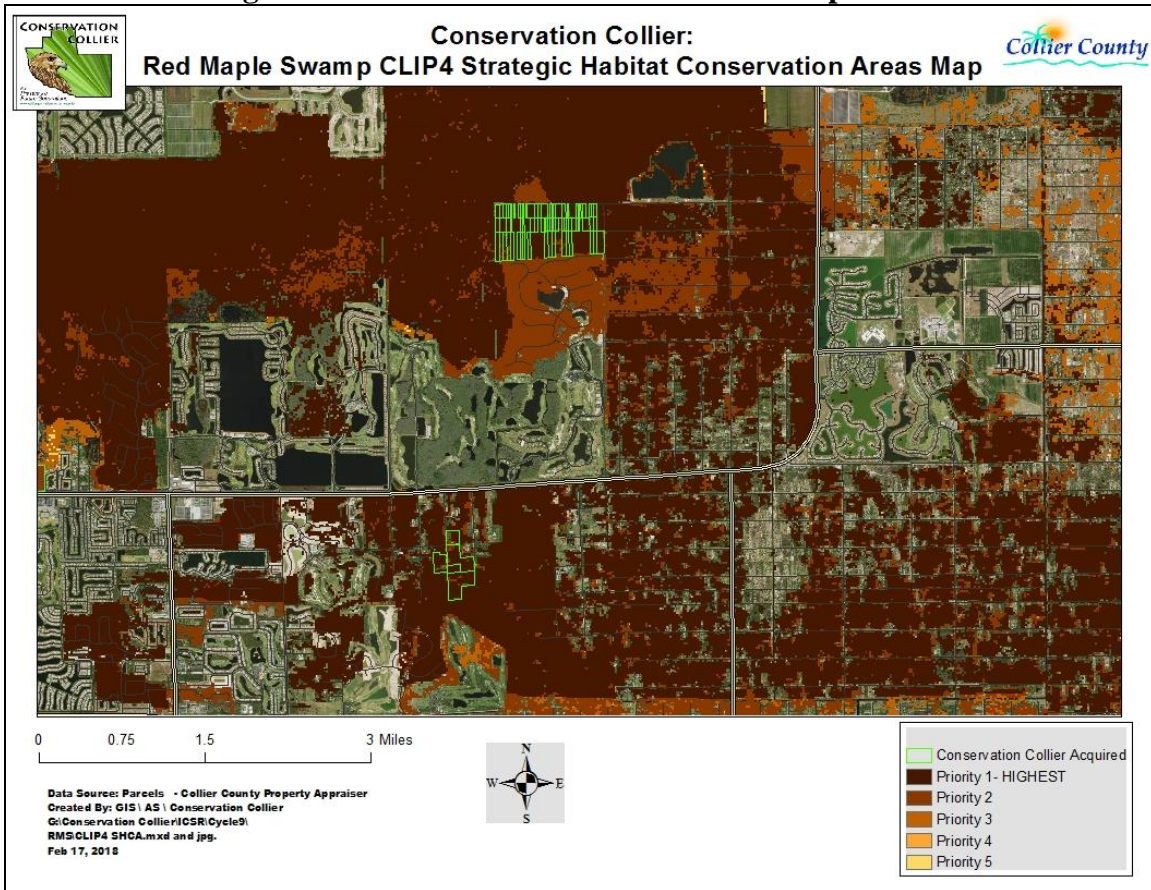 CONSERVATION
COLLIER
Conservation Collier:
Red Maple Swamp CLIP4 Strategic Habitat Conservation Areas Map
Collier County
0 0.75 1.5 3 Miles
N
W E
S
Data Source: Parcels - Collier County Property Appraiser
Created By: GIS \ AS \ Conservation Collier
G:\Conservation Collier\ICSR\Cycle9\
RMS\CLIP4 SHCA.mxd and jpg.
Feb 17, 2018
Conservation Collier Acquired
Priority 1- HIGHEST
Priority 2
Priority 3
Priority 4
Priority 5